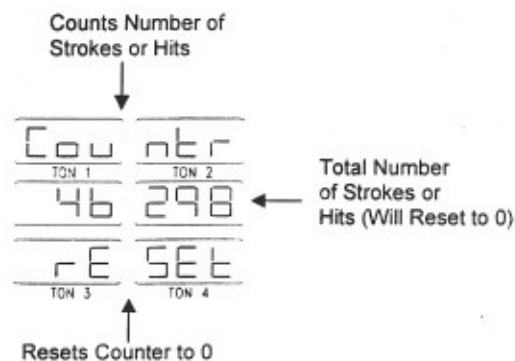 Counts Number of
Strokes or Hits
Cou ntr
TON 1 TON 2
46 298
Total Number
of Strokes or
Hits (Will Reset to 0)
rE SEt
TON 3 TON 4
Resets Counter to 0